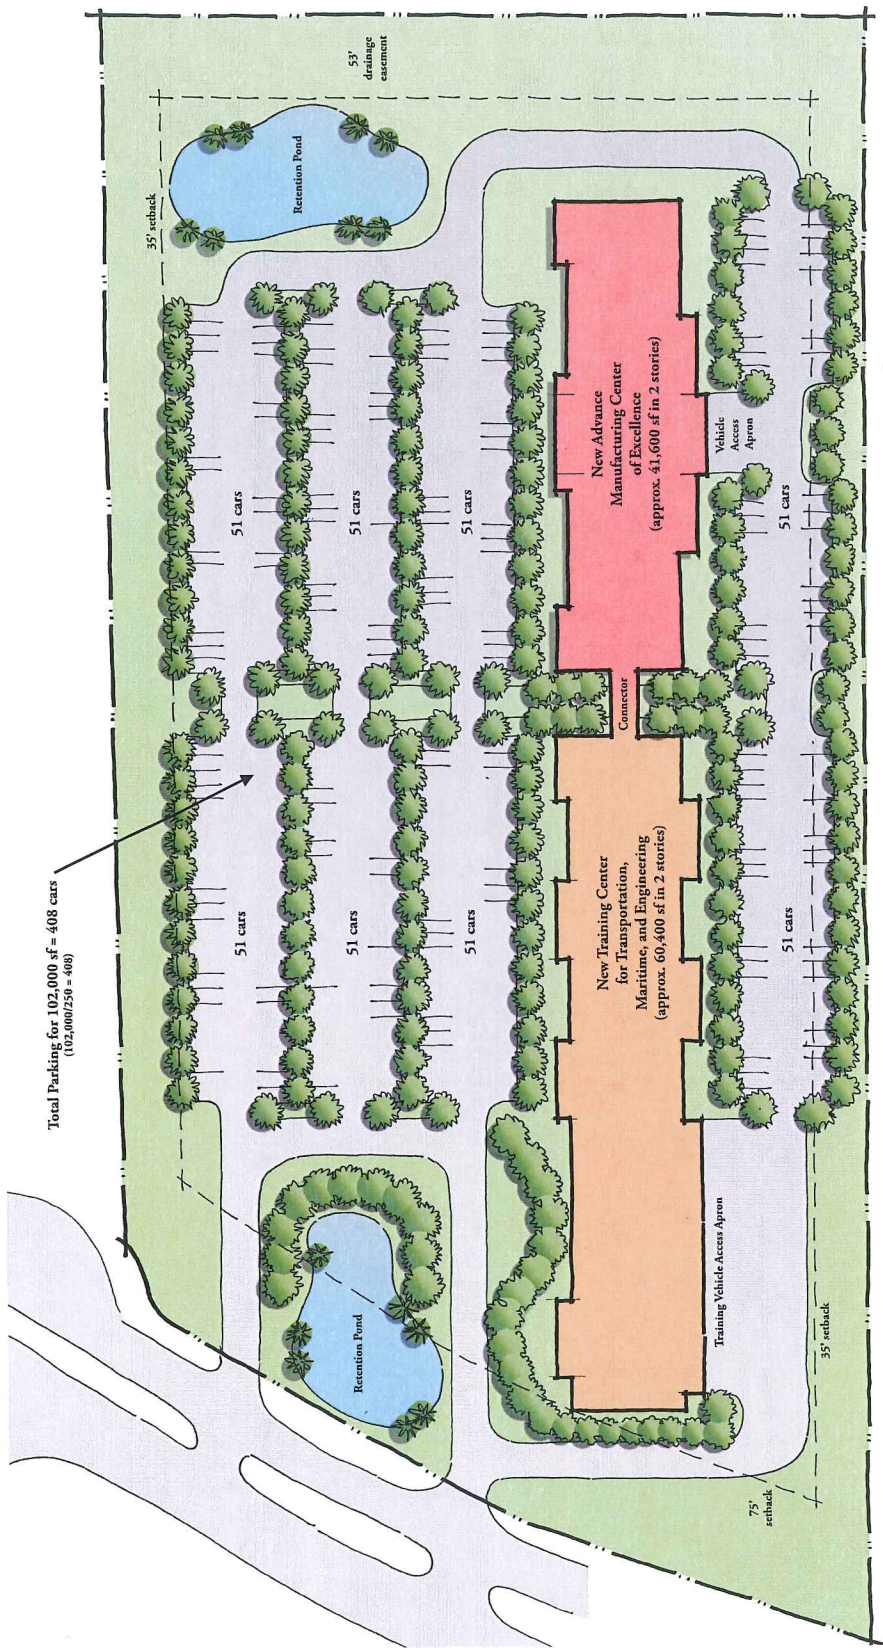 Total Parking for 102,000 sf = 408 cars
(102,000/250 = 408)
35' setback
53'
drainage
easement
Retention Pond
51 cars
51 cars
51 cars
51 cars
51 cars
51 cars
Retention Pond
New Training Center
for Transportation,
Maritime, and Engineering
(approx. 60,400 sf in 2 stories)
Connector
New Advance
Manufacturing Center
of Excellence
(approx. 41,600 sf in 2 stories)
Training Vehicle Access Apron
Vehicle
Access
Apron
51 cars
51 cars
75'
setback
35' setback